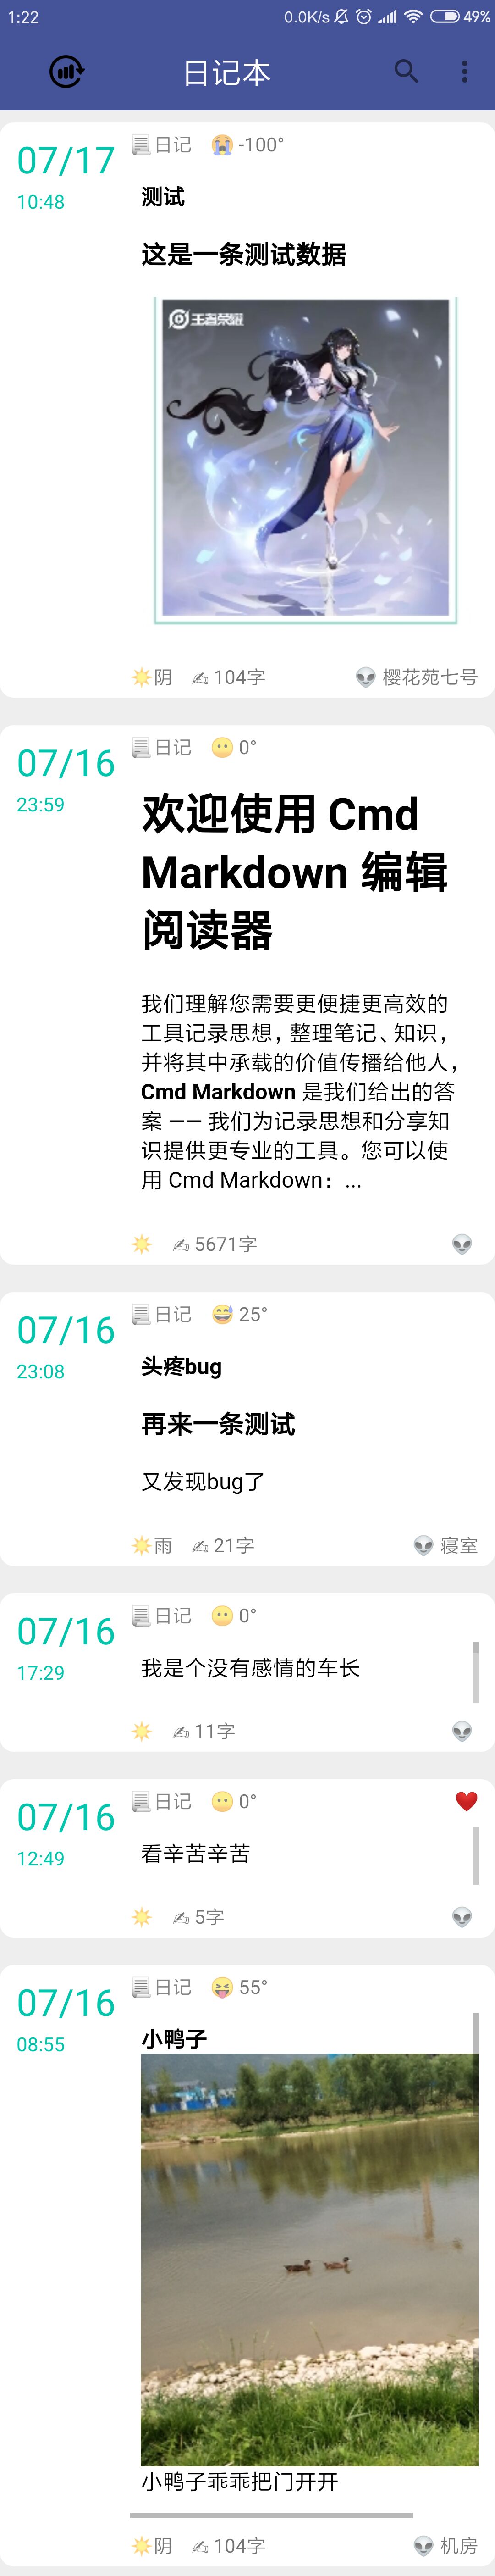 1:22 0.0K/s 49%
日记本
07/17 日记 -100°
10:48
测试
这是一条测试数据
王者荣耀
阴 104字 樱花苑七号
07/16 日记 0°
23:59
欢迎使用 Cmd
Markdown 编辑
阅读器
我们理解您需要更便捷更高效的
工具记录思想，整理笔记、知识，
并将其中承载的价值传播给他人，
Cmd Markdown 是我们给出的答
案 —— 我们为记录思想和分享知
识提供更专业的工具。您可以使
用 Cmd Markdown：...
5671字
07/16 日记 25°
23:08
头疼bug
再来一条测试
又发现bug了
雨 21字 寝室
07/16 日记 0°
17:29
我是个没有感情的车长
11字
07/16 日记 0°
12:49
看辛苦辛苦
5字
07/16 日记 55°
08:55
小鸭子
小鸭子乖乖把门开开
阴 104字 机房